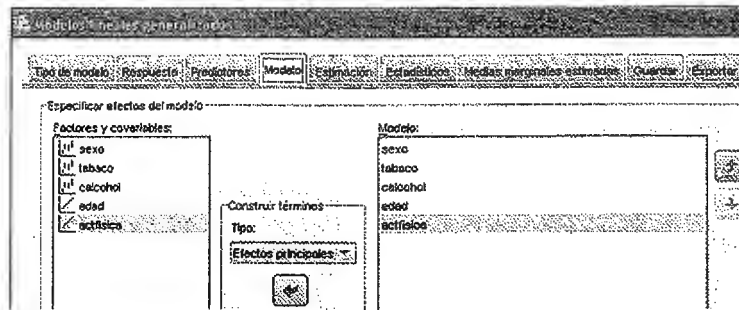 Modelos lineales generalizados
Tipo de modelo Respuesta Predictores Modelo Estimación Estadísticos Medias marginales estimadas Guardar Exportar
Especificar efectos del modelo
Factores y covariables:
sexo
tabaco
calcohol
edad
actfisica
Construir términos
Tipo:
Efectos principales
Modelo:
sexo
tabaco
calcohol
edad
actfisica